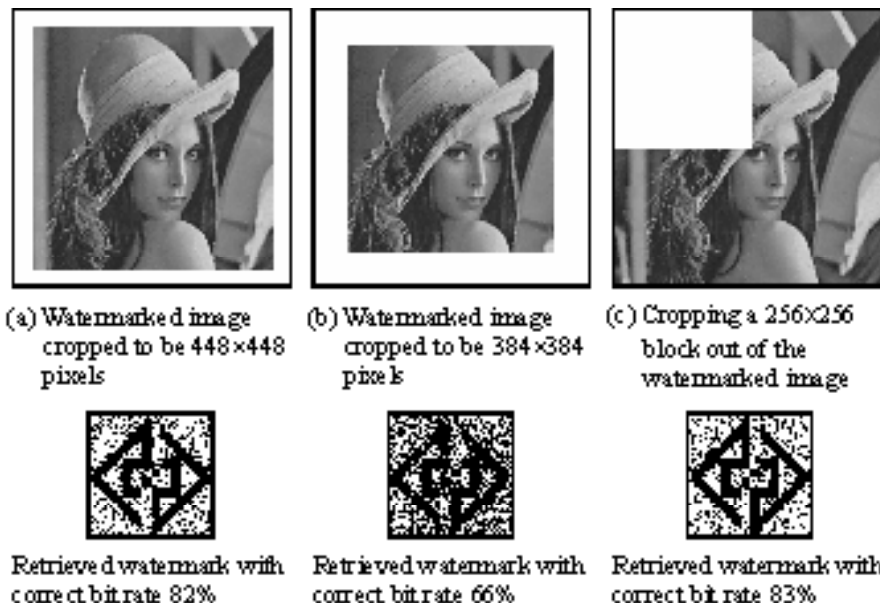 (a) Watermarked image
cropped to be 448×448
pixels
(b) Watermarked image
cropped to be 384×384
pixels
(c) Cropping a 256×256
block out of the
watermarked image
Retrieved watermark with
correct bit rate 82%
Retrieved watermark with
correct bit rate 66%
Retrieved watermark with
correct bit rate 83%